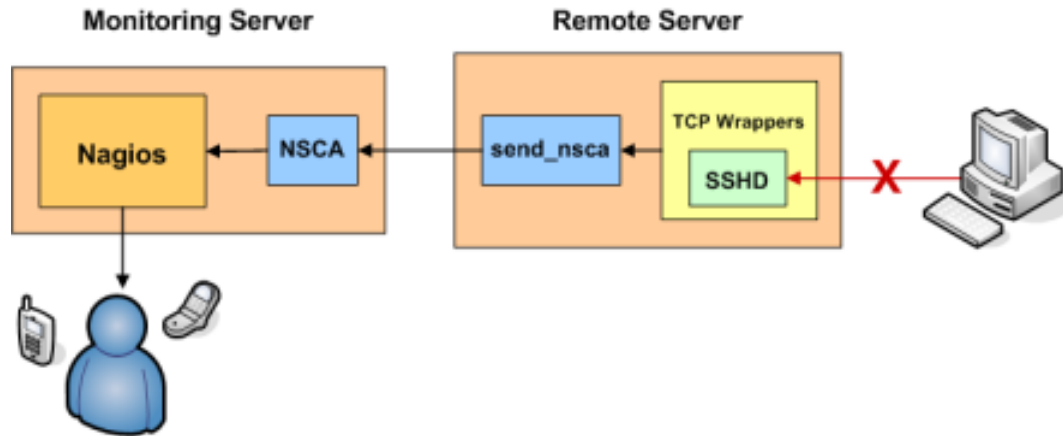 Monitoring Server
Remote Server
Nagios
NSCA
send_nsca
TCP Wrappers
SSHD
X